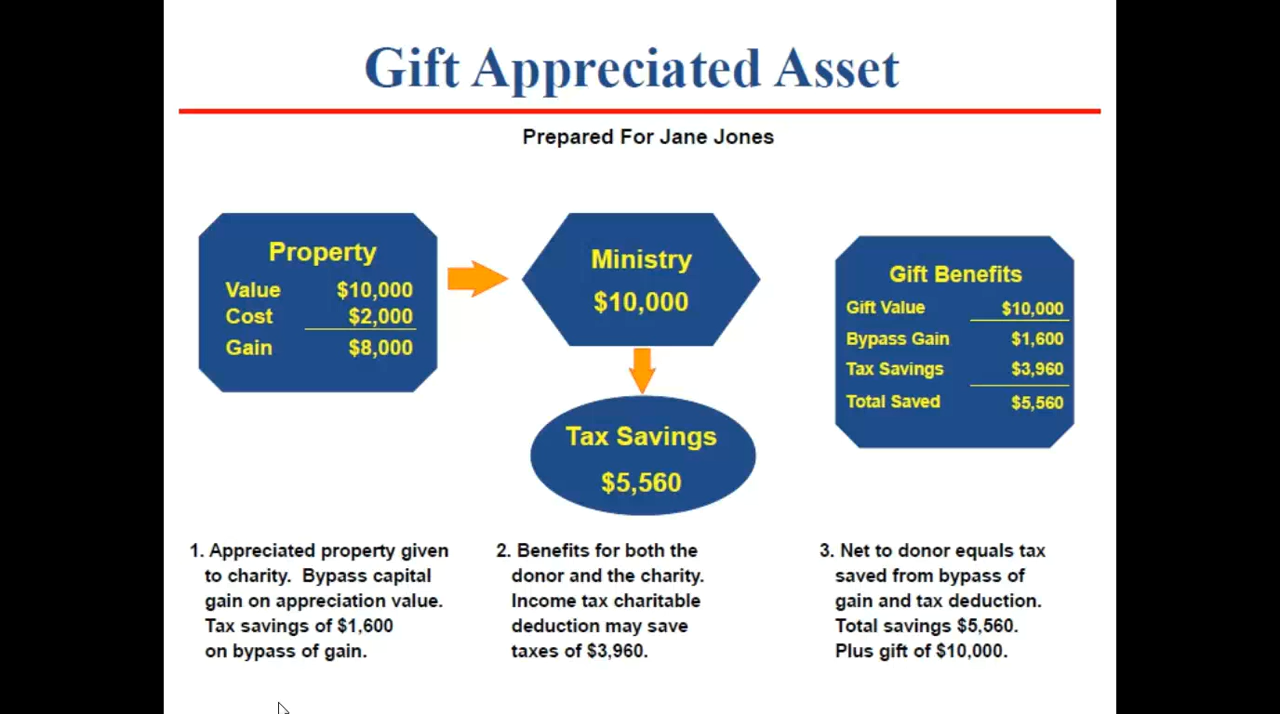 Gift Appreciated Asset
Prepared For Jane Jones
Property
Value $10,000
Cost $2,000
Gain $8,000
Ministry
$10,000
Tax Savings
$5,560
Gift Benefits
Gift Value $10,000
Bypass Gain $1,600
Tax Savings $3,960
Total Saved $5,560
1. Appreciated property given
to charity. Bypass capital
gain on appreciation value.
Tax savings of $1,600
on bypass of gain.
2. Benefits for both the
donor and the charity.
Income tax charitable
deduction may save
taxes of $3,960.
3. Net to donor equals tax
saved from bypass of
gain and tax deduction.
Total savings $5,560.
Plus gift of $10,000.